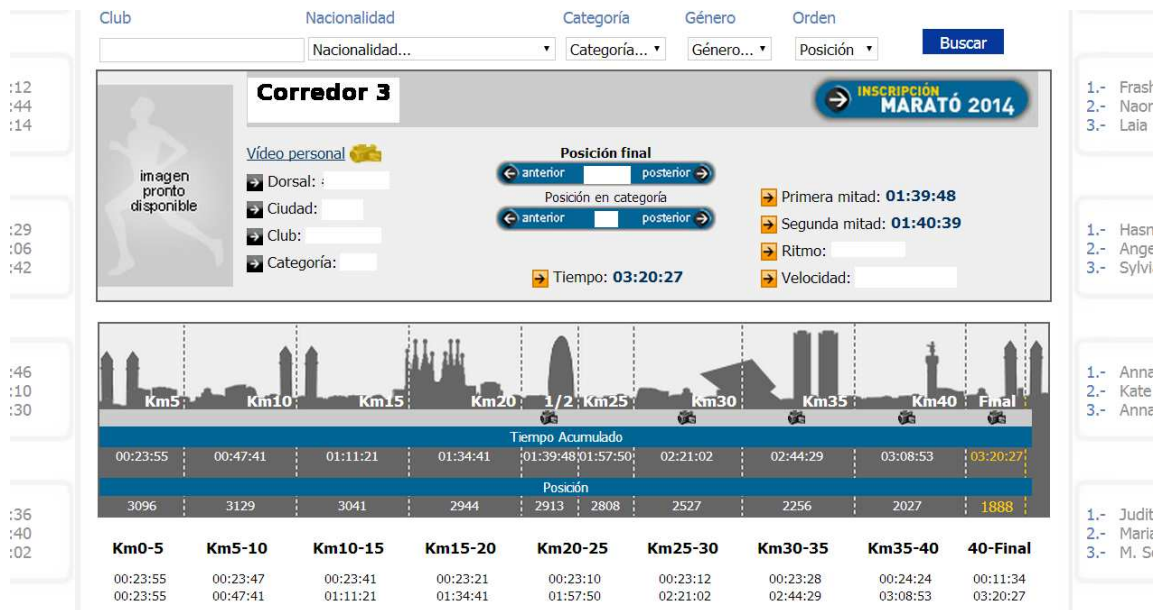 Club Nacionalidad Categoría Género Orden
Nacionalidad... Categoría... Género... Posición Buscar
:12
:44
:14
:29
:06
:42
:46
:10
:30
:36
:40
:02
Corredor 3
INSCRIPCIÓN
MARATÓ 2014
imagen
pronto
disponible
Vídeo personal
Dorsal:
Ciudad:
Club:
Categoría:
Posición final
anterior posterior
Posición en categoría
anterior posterior
Tiempo: 03:20:27
Primera mitad: 01:39:48
Segunda mitad: 01:40:39
Ritmo:
Velocidad:
Km5 Km10 Km15 Km20 1/2 Km25 Km30 Km35 Km40 Final
Tiempo Acumulado
00:23:55 00:47:41 01:11:21 01:34:41 01:39:48 01:57:50 02:21:02 02:44:29 03:08:53 03:20:27
Posición
3096 3129 3041 2944 2913 2808 2527 2256 2027 1888
Km0-5 Km5-10 Km10-15 Km15-20 Km20-25 Km25-30 Km30-35 Km35-40 40-Final
00:23:55 00:23:47 00:23:41 00:23:21 00:23:10 00:23:12 00:23:28 00:24:24 00:11:34
00:23:55 00:47:41 01:11:21 01:34:41 01:57:50 02:21:02 02:44:29 03:08:53 03:20:27
1.- Frash
2.- Naor
3.- Laia
1.- Hasn
2.- Ange
3.- Sylvia
1.- Anna
2.- Kate
3.- Anna
1.- Judit
2.- Maria
3.- M. So